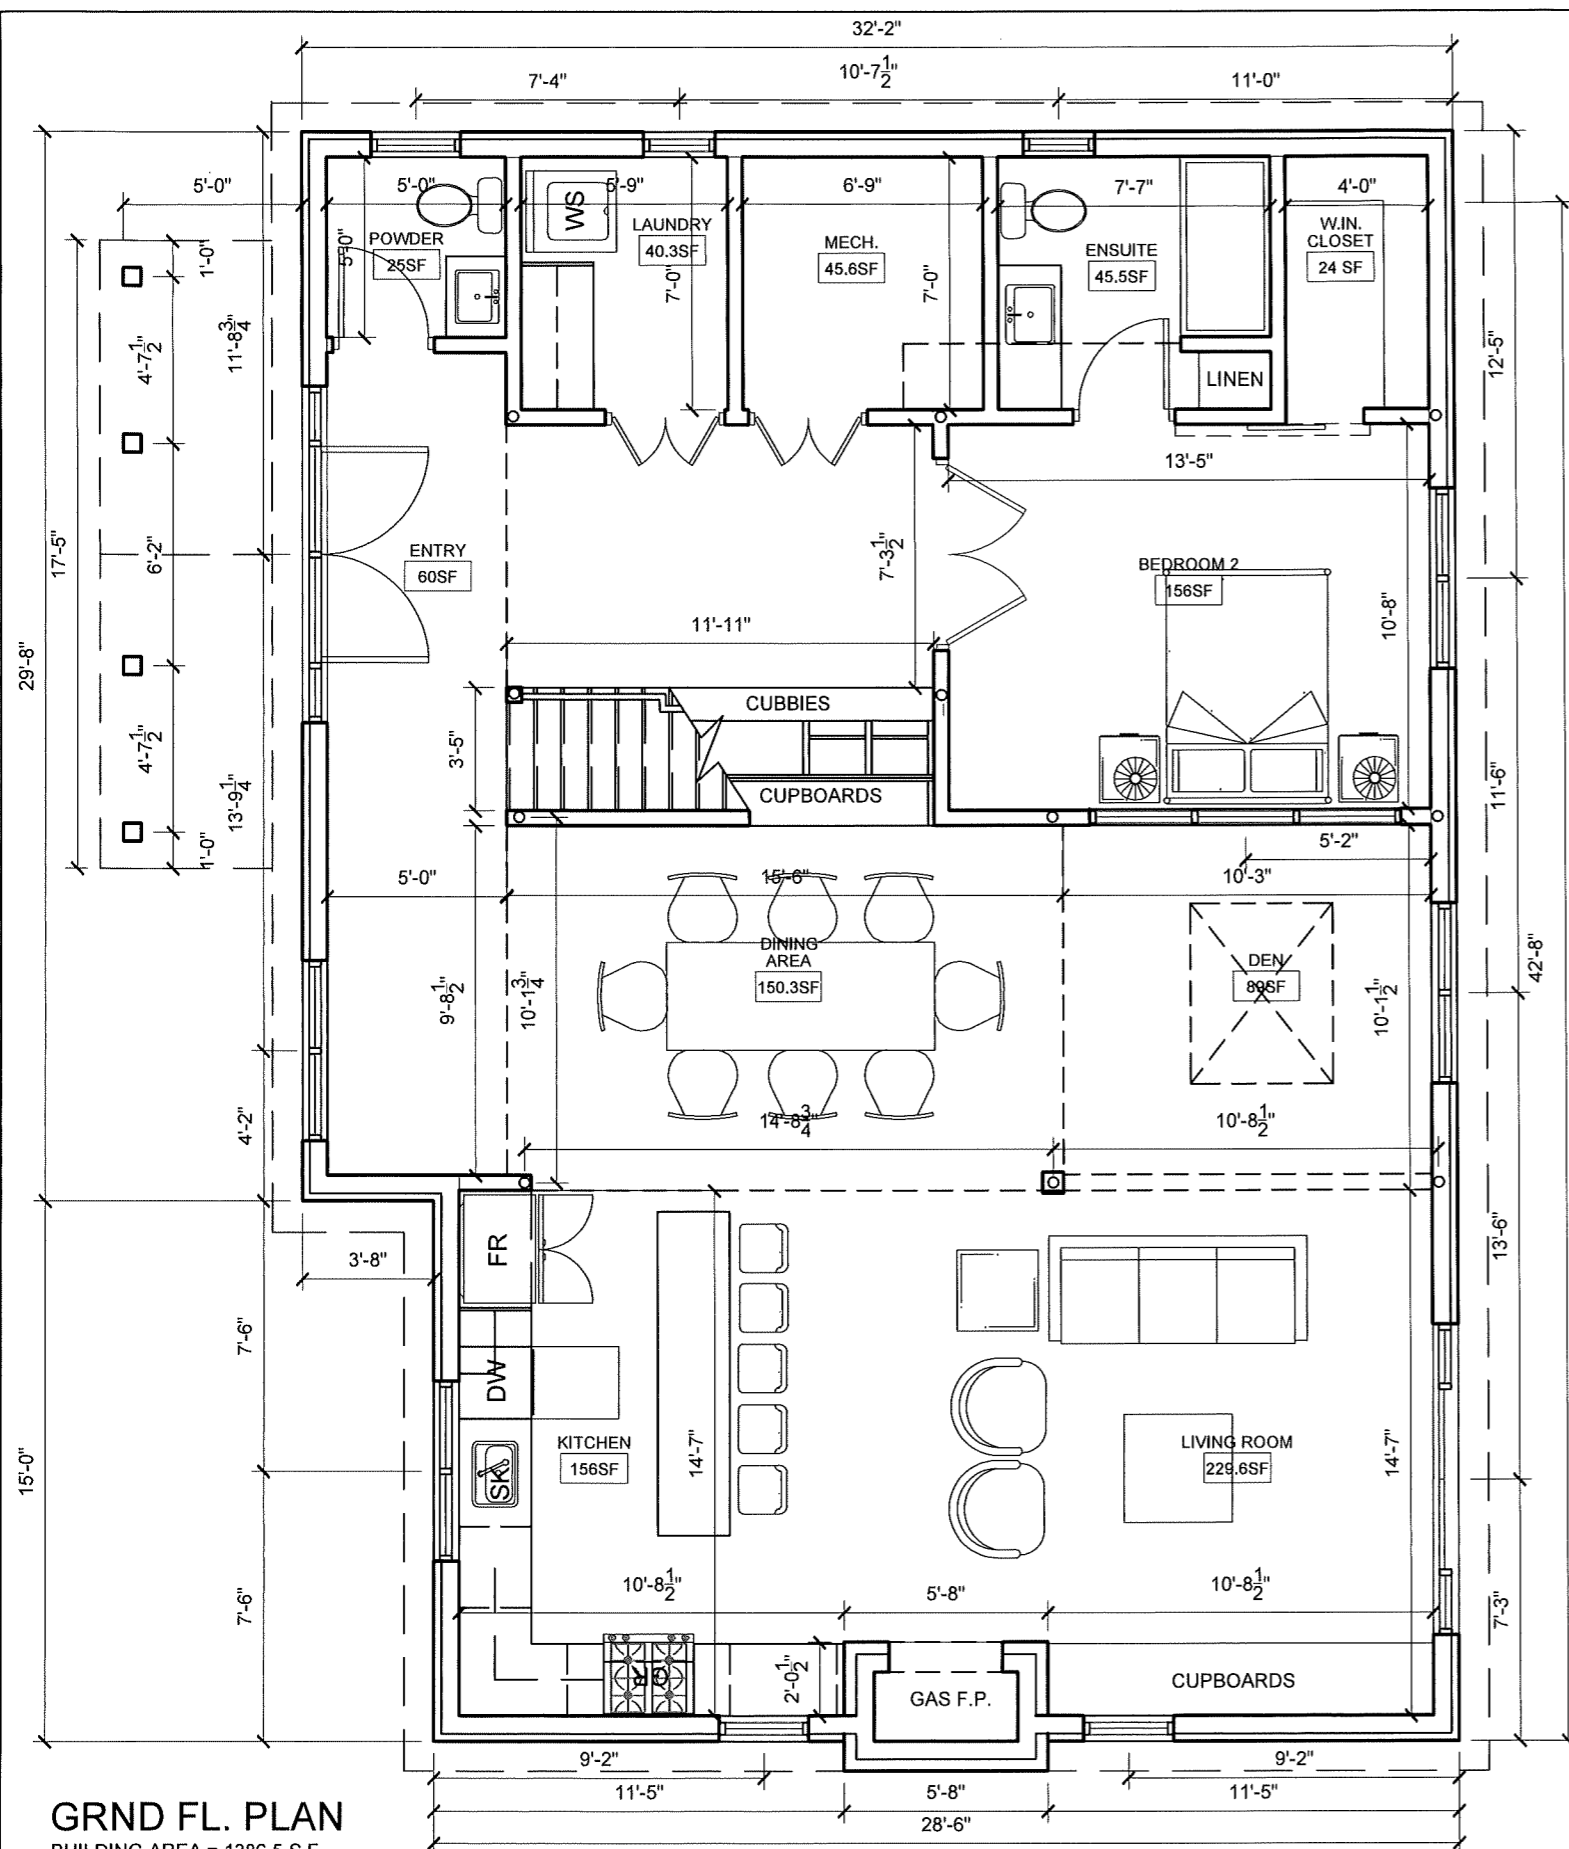 32'-2"
7'-4"
10'-7 1/2"
11'-0"
5'-0"
5'-0"
5'-9"
6'-9"
7'-7"
4'-0"
WS
LAUNDRY
40.3SF
POWDER
25SF
5'-0"
7'-0"
MECH.
45.6SF
7'-0"
ENSUITE
45.5SF
W.IN.
CLOSET
24 SF
LINEN
1'-0"
4'-7 1/2"
11'-8 3/4"
12'-5"
13'-5"
17'-5"
6'-2"
ENTRY
60SF
7'-3 1/2"
BEDROOM 2
156SF
10'-8"
11'-11"
29'-8"
CUBBIES
3'-5"
4'-7 1/2"
13'-9 1/4"
CUPBOARDS
11'-6"
1'-0"
5'-2"
5'-0"
15'-6"
10'-3"
DINING
AREA
150.3SF
DEN
89SF
9'-8 1/2"
10'-1 3/4"
10'-1 1/2"
42'-8"
4'-2"
14'-8 3/4"
10'-8 1/2"
3'-8"
FR
13'-6"
7'-6"
DW
KITCHEN
156SF
14'-7"
LIVING ROOM
229.6SF
14'-7"
15'-0"
SK
10'-8 1/2"
5'-8"
10'-8 1/2"
7'-6"
7'-3"
2'-0 1/2"
GAS F.P.
CUPBOARDS
9'-2"
9'-2"
11'-5"
5'-8"
11'-5"
28'-6"
GRND FL. PLAN
BUILDING AREA = 1386.5 S.F.